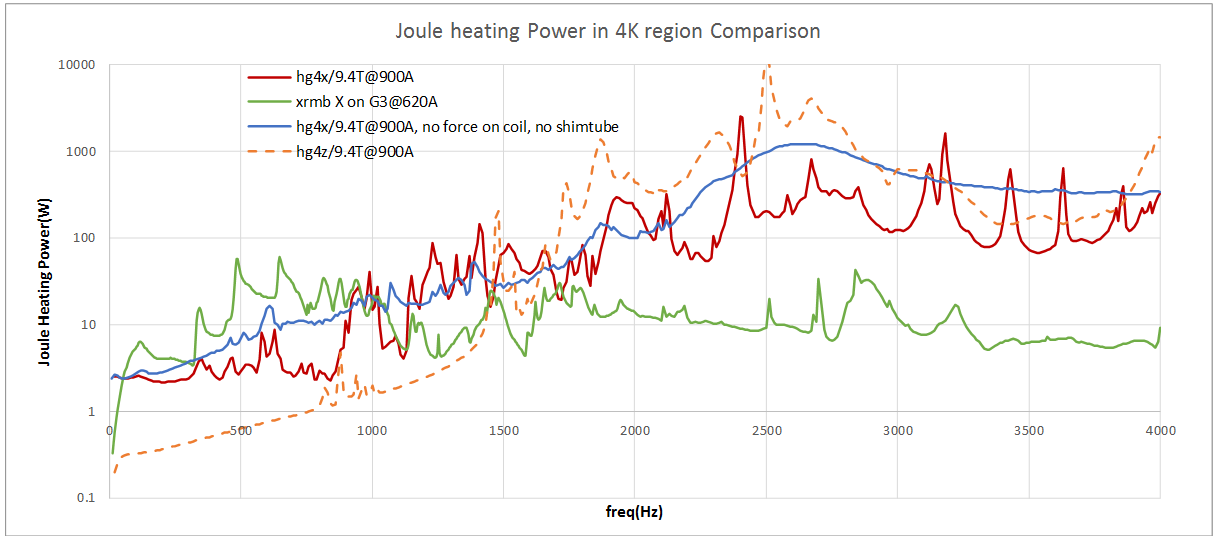 Joule heating Power in 4K region Comparison
10000
hg4x/9.4T@900A
xrmb X on G3@620A
1000
hg4x/9.4T@900A, no force on coil, no shimtube
hg4z/9.4T@900A
100
10
1
0 500 1000 1500 2000 2500 3000 3500 4000
0.1
Joule Heating Power(W)
freq(Hz)